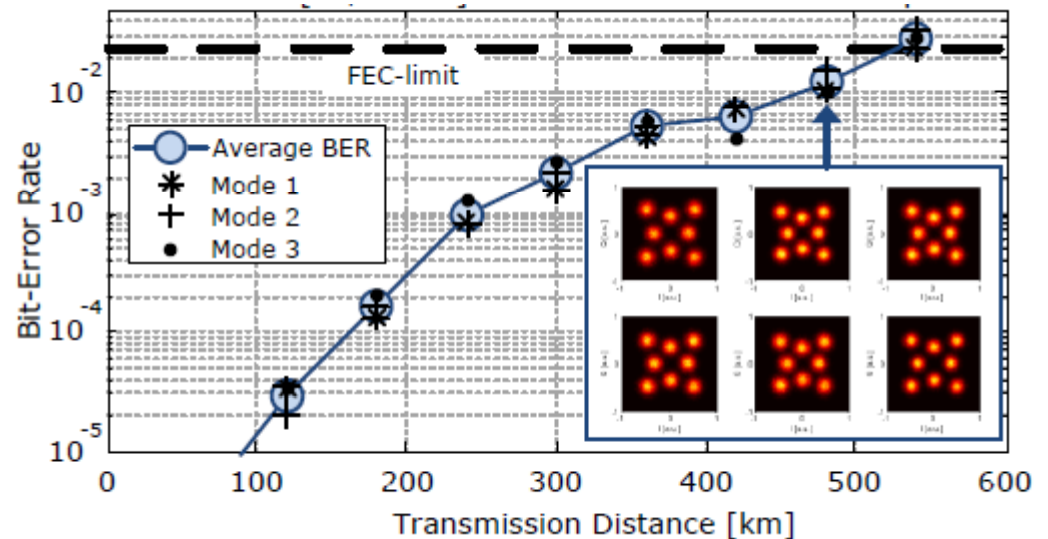 FEC-limit
Average BER
Mode 1
Mode 2
Mode 3
Bit-Error Rate
10-2
10-3
10-4
10-5
0 100 200 300 400 500 600
Transmission Distance [km]